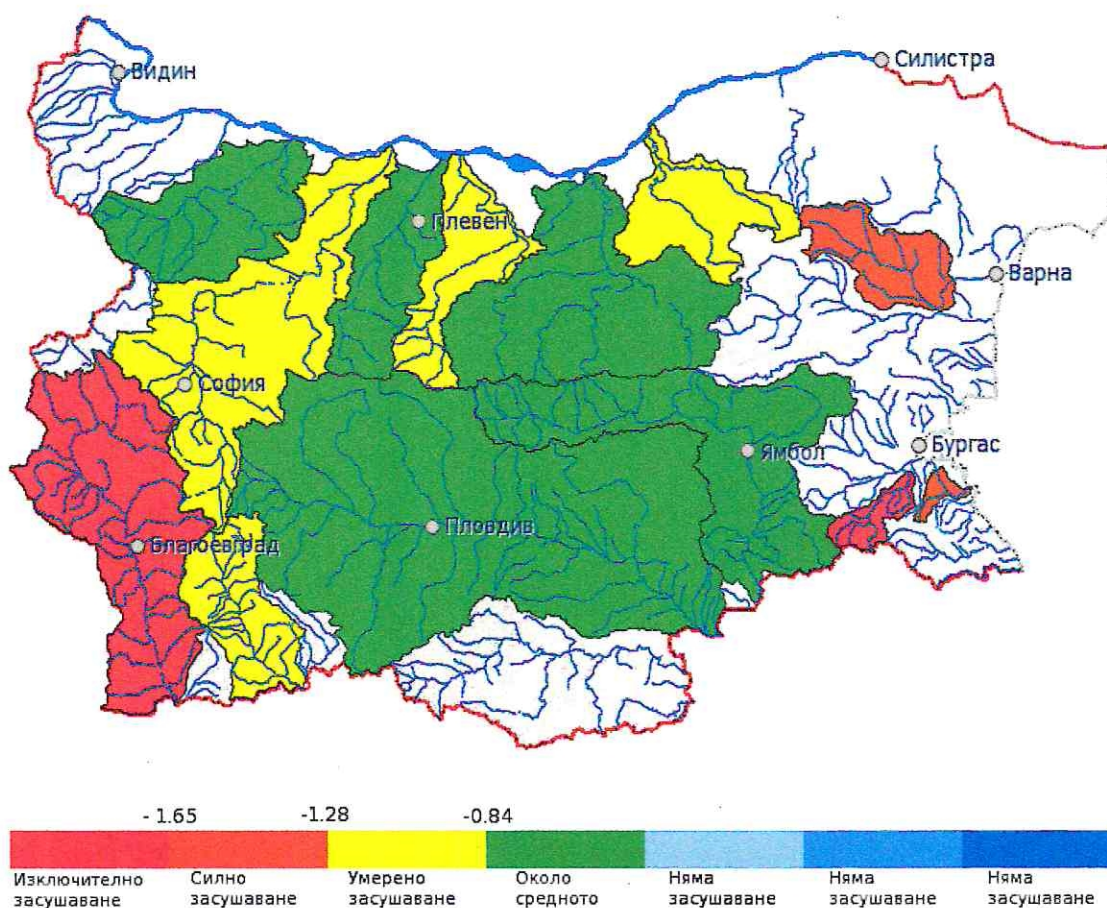 Видин
Силистра
Плевен
Варна
София
Бургас
Ямбол
Пловдив
Благоевград
- 1.65
-1.28
-0.84
Изключително засушаване
Силно засушаване
Умерено засушаване
Около средното
Няма засушаване
Няма засушаване
Няма засушаване